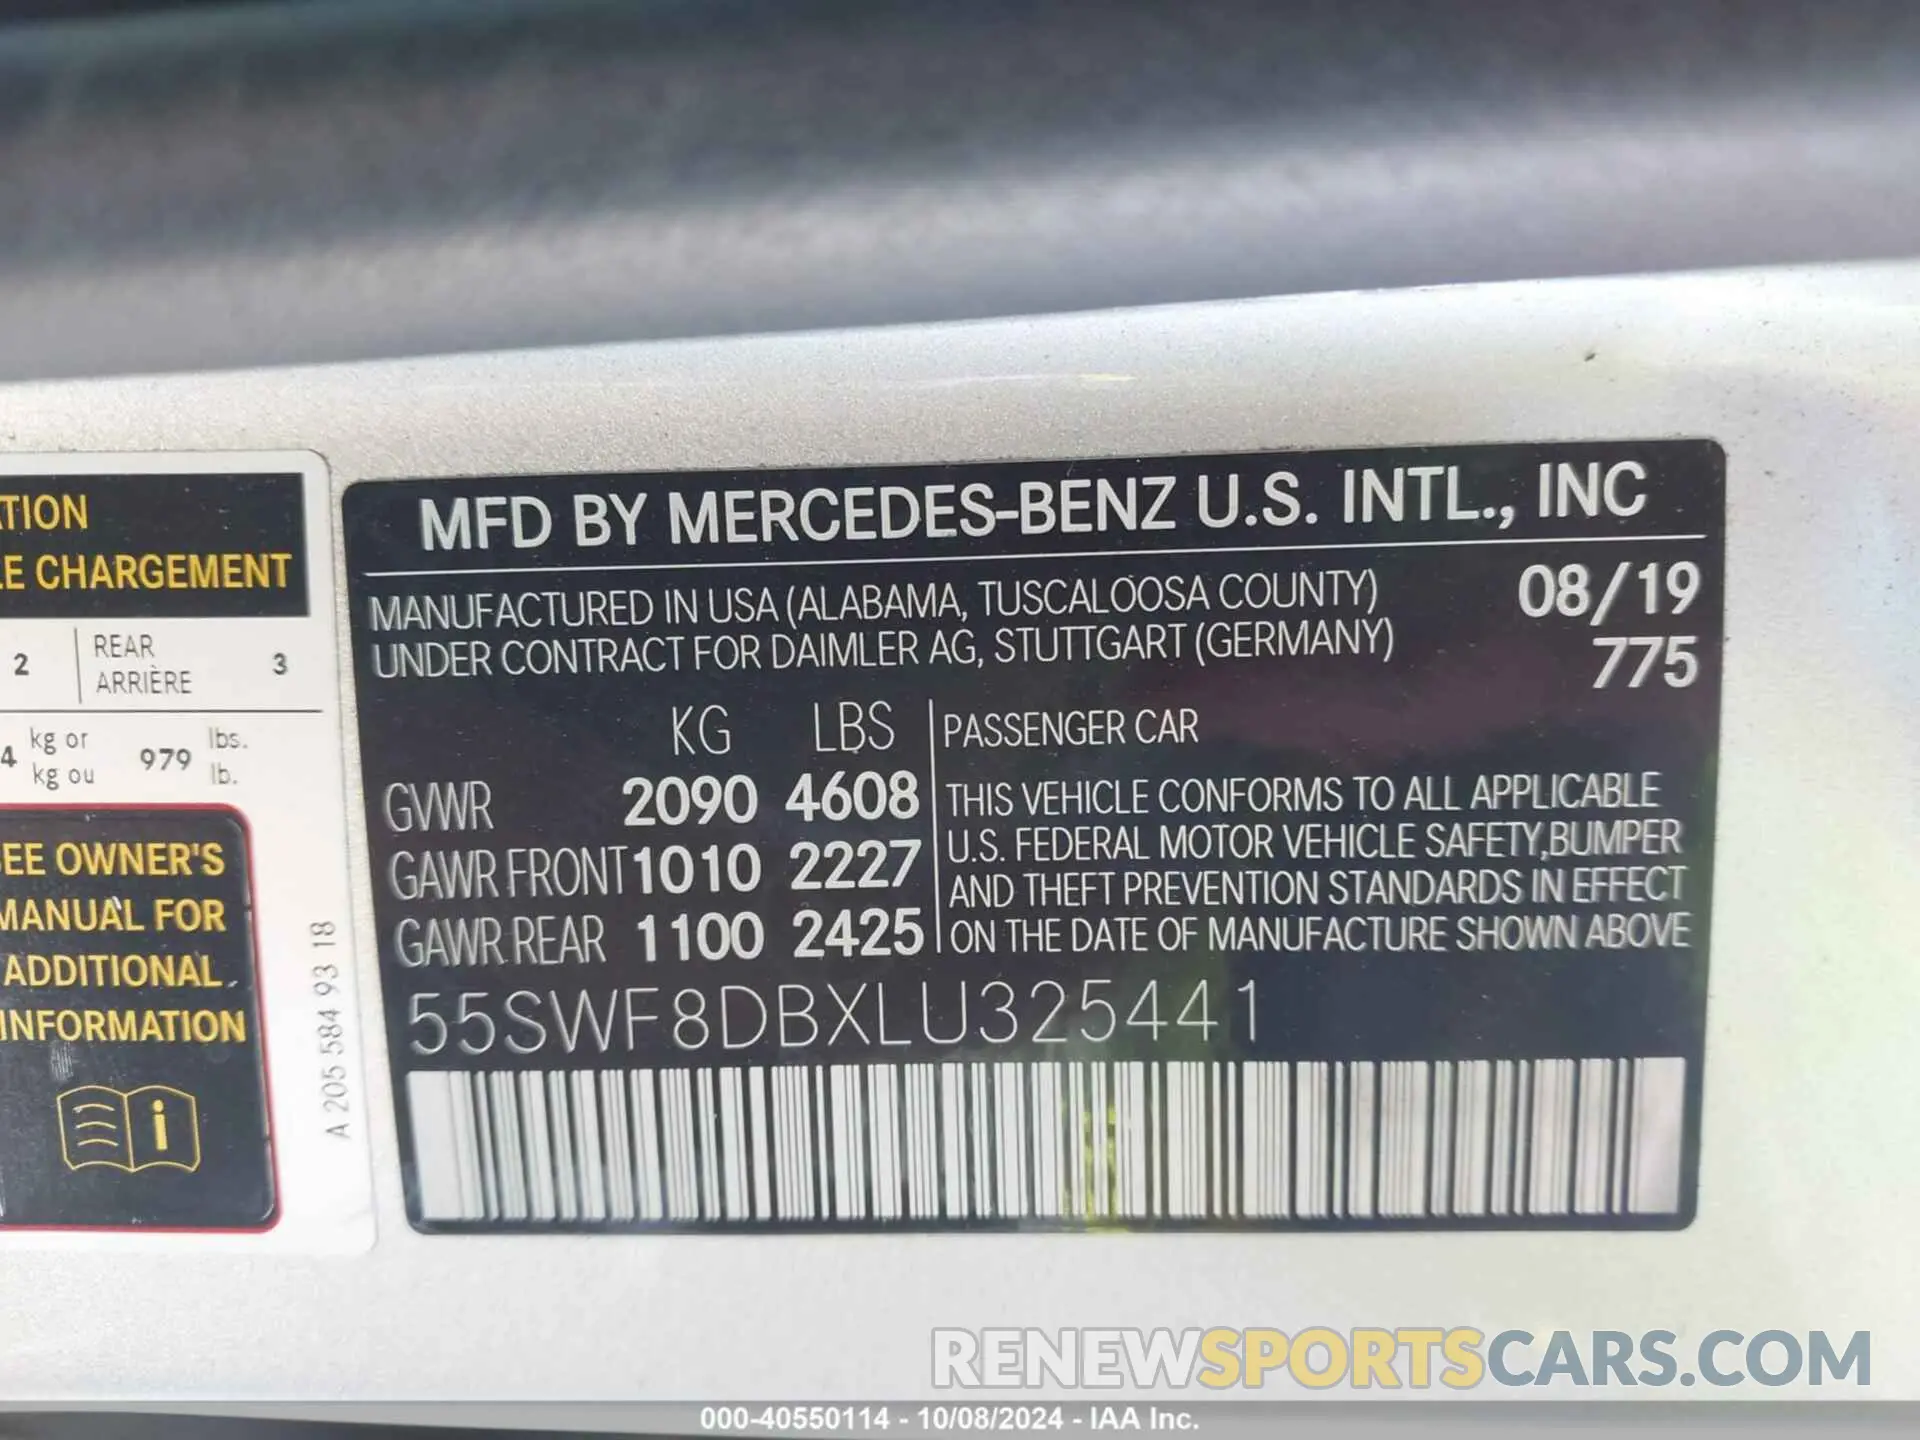 ATION
LE CHARGEMENT
2 REAR ARRIÈRE 3
4 kg or kg ou 979 lbs. lb.
SEE OWNER'S
MANUAL FOR
ADDITIONAL
INFORMATION
A 205 584 93 18
MFD BY MERCEDES-BENZ U.S. INTL., INC
MANUFACTURED IN USA (ALABAMA, TUSCALOOSA COUNTY) 08/19
UNDER CONTRACT FOR DAIMLER AG, STUTTGART (GERMANY) 775
KG LBS
GVWR 2090 4608
GAWR FRONT 1010 2227
GAWR REAR 1100 2425
PASSENGER CAR
THIS VEHICLE CONFORMS TO ALL APPLICABLE
U.S. FEDERAL MOTOR VEHICLE SAFETY, BUMPER
AND THEFT PREVENTION STANDARDS IN EFFECT
ON THE DATE OF MANUFACTURE SHOWN ABOVE
55SWF8DBXLU325441
RENEWSPORTSCARS.COM
000-40550114 - 10/08/2024 - IAA Inc.